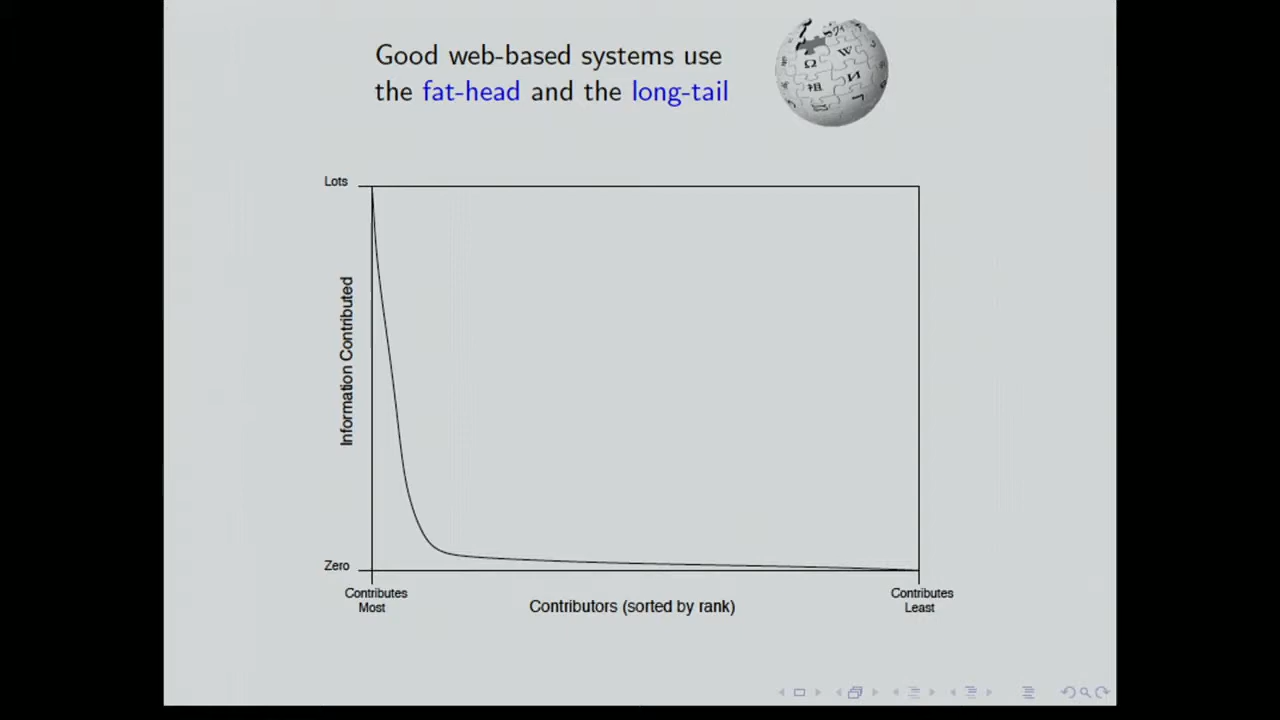 Good web-based systems use
the fat-head and the long-tail
Lots
Information Contributed
Zero
Contributes
Most
Contributors (sorted by rank)
Contributes
Least